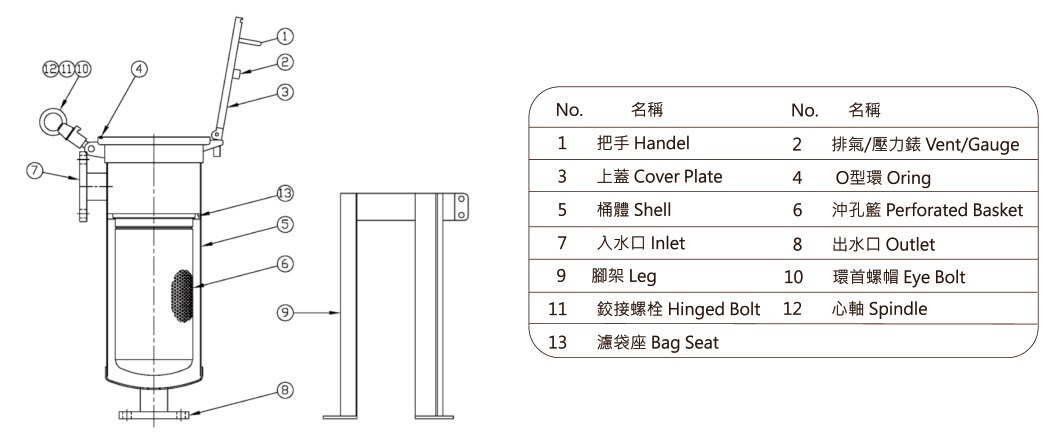 1
2
12 11 10
4
3
7
13
5
6
9
8
No. 名稱 No. 名稱
1 把手 Handel 2 排氣/壓力錶 Vent/Gauge
3 上蓋 Cover Plate 4 O型環 Oring
5 桶體 Shell 6 沖孔籃 Perforated Basket
7 入水口 Inlet 8 出水口 Outlet
9 腳架 Leg 10 環首螺帽 Eye Bolt
11 鉸接螺栓 Hinged Bolt 12 心軸 Spindle
13 濾袋座 Bag Seat